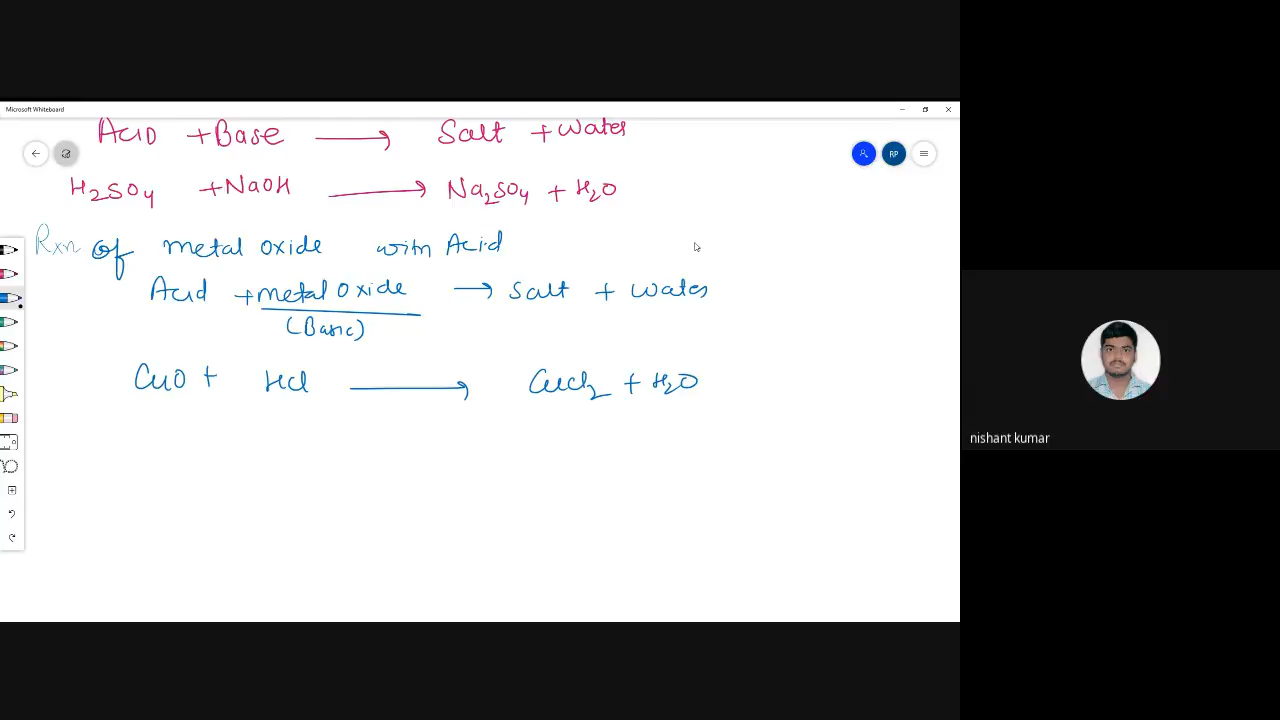 Microsoft Whiteboard
Acid + Base ⟶ Salt + Water
H₂SO₄ + NaOH ⟶ Na₂SO₄ + H₂O
RP
Rxn of metal oxide with Acid
Acid + metal Oxide → Salt + Water
(Basic)
CuO + HCl ⟶ CuCl₂ + H₂O
nishant kumar